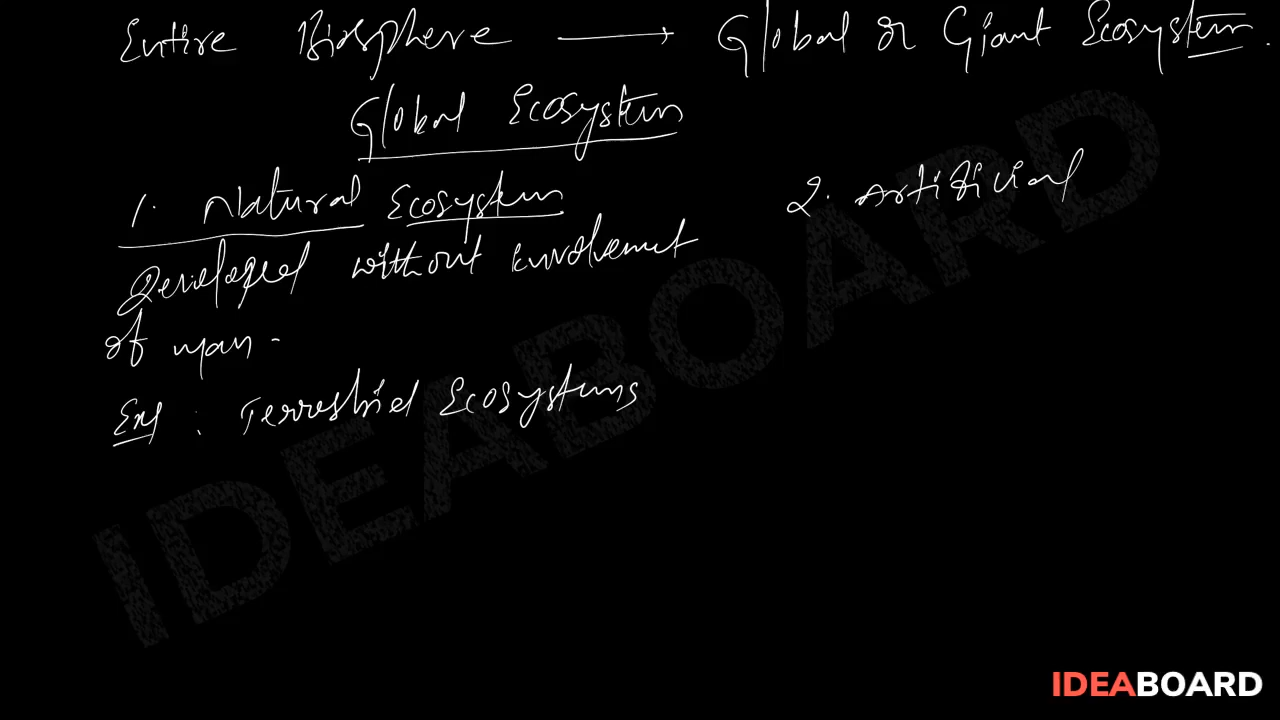 Entire Biosphere → Global or Giant Ecosystem.
Global Ecosystem
1. Natural Ecosystem
2. Artificial
Developed without involvement
of man.
Ex: Terrestrial Ecosystems
IDEABOARD
IDEABOARD